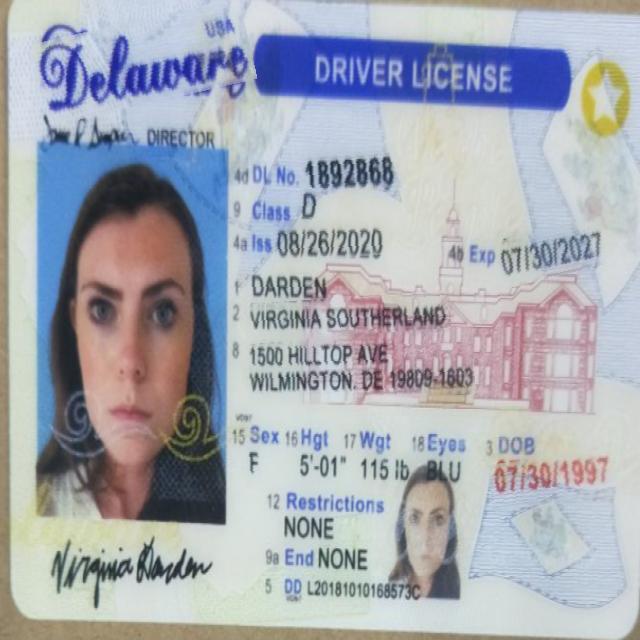 USA
Delaware
DRIVER LICENSE
DIRECTOR
4d DL No. 1892868
9 Class D
4a Iss 08/26/2020 4b Exp 07/30/2027
1 DARDEN
2 VIRGINIA SOUTHERLAND
8 1500 HILLTOP AVE
WILMINGTON, DE 19809-1603
15 Sex 16 Hgt 17 Wgt 18 Eyes 3 DOB
F 5'-01" 115 lb BLU 07/30/1997
12 Restrictions
NONE
9a End NONE
5 DD L20181010168573C
Virginia Darden